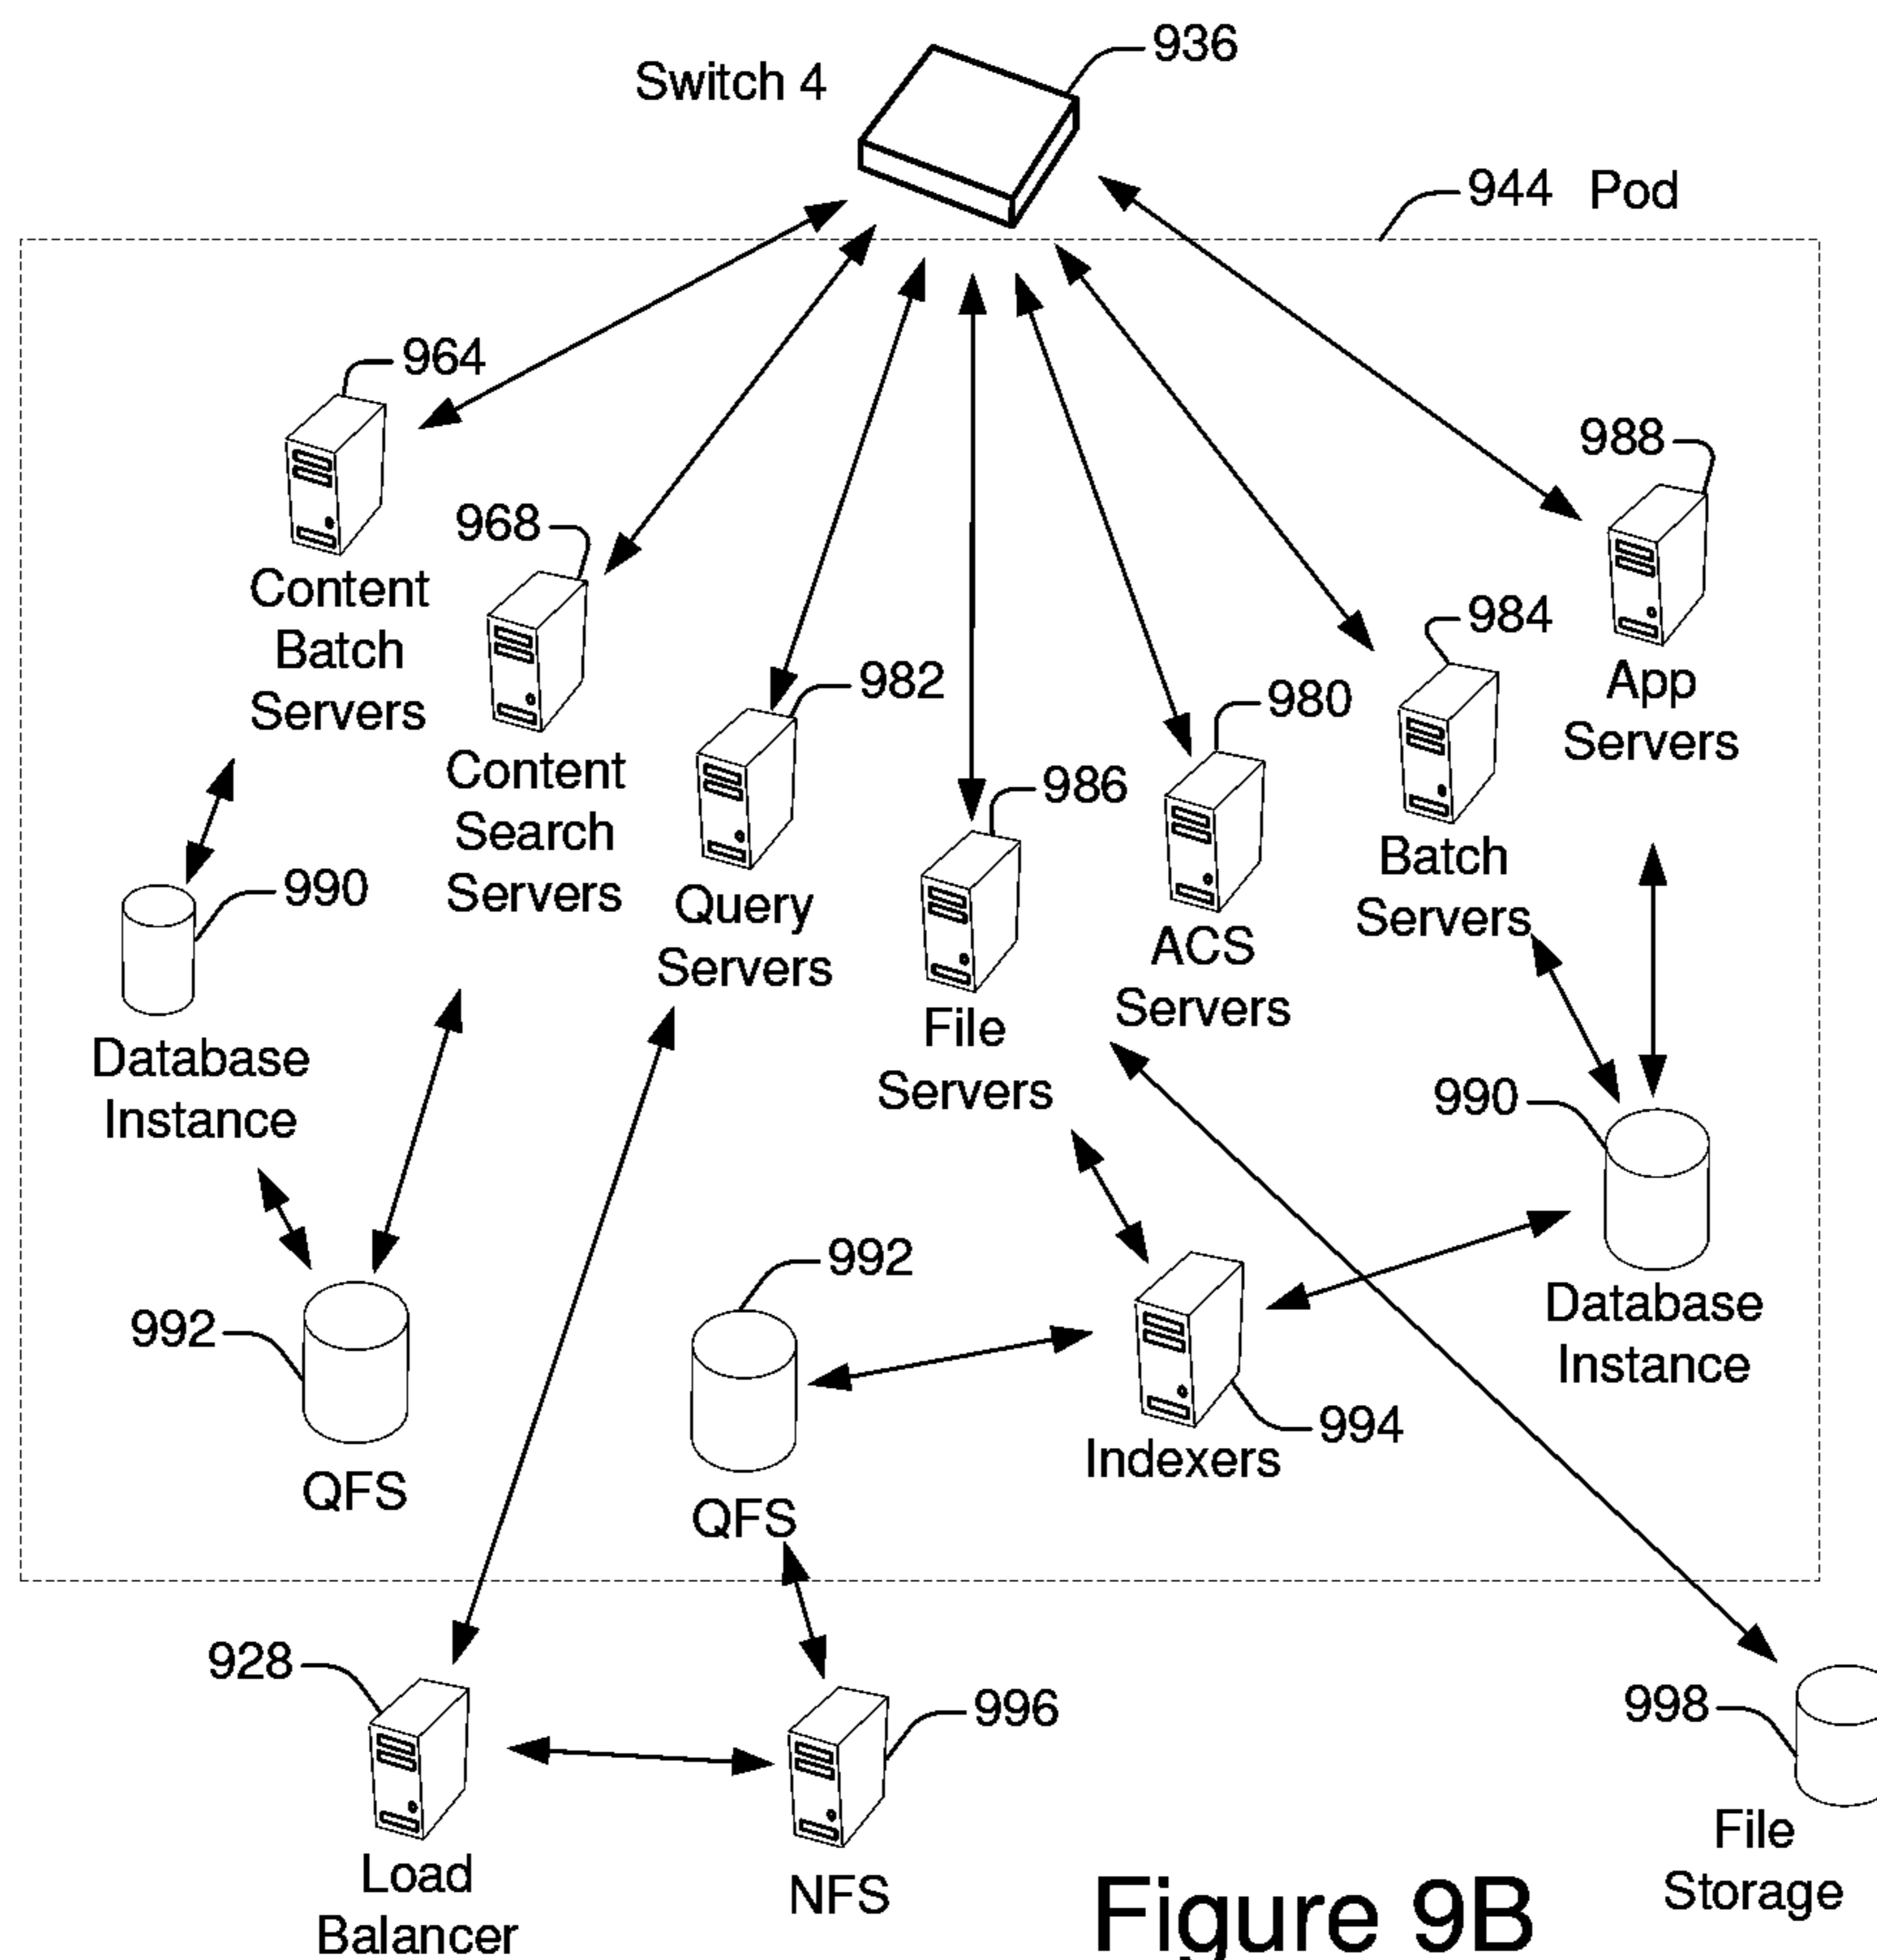 936
Switch 4
944 Pod
964
Content
Batch
Servers
968
Content
Search
Servers
982
Query
Servers
986
File
Servers
980
ACS
Servers
984
Batch
Servers
988
App
Servers
990
Database
Instance
990
Database
Instance
992
QFS
992
QFS
994
Indexers
928
Load
Balancer
996
NFS
998
File
Storage
Figure 9B